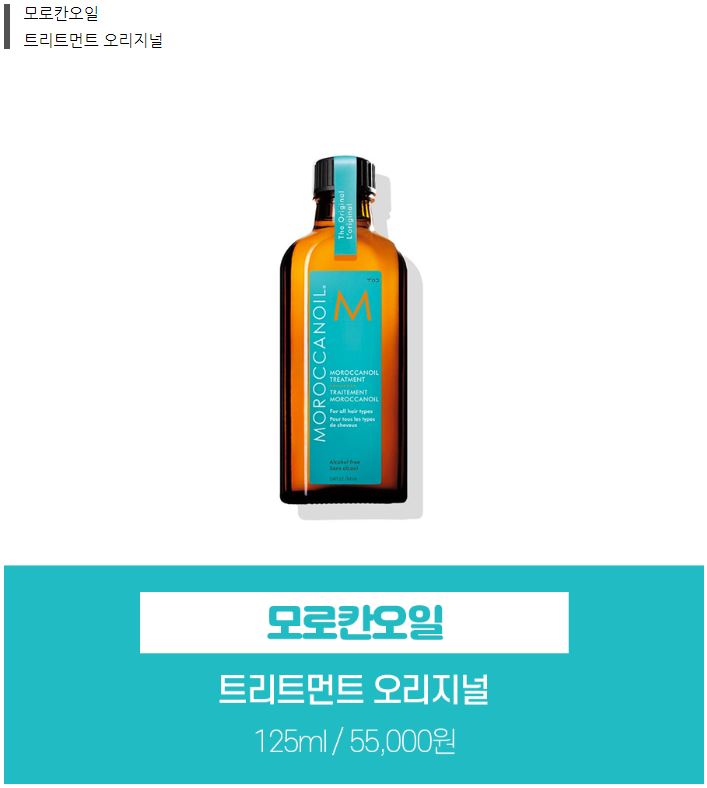 모로칸오일
트리트먼트 오리지널
The Original
L'original
MOROCCANOIL®
M
MOROCCANOIL
TREATMENT
TRAITEMENT
MOROCCANOIL
For all hair types
Pour tous les types
de cheveux
Alcohol free
Sans alcool
모로칸오일
트리트먼트 오리지널
125ml / 55,000원